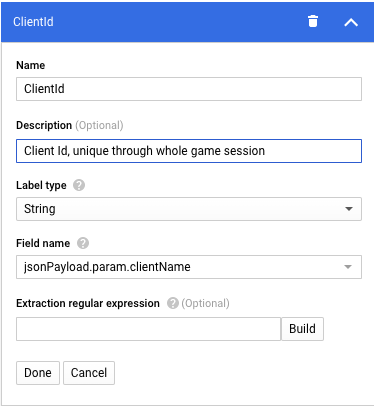 ClientId
Name
ClientId
Description (Optional)
Client Id, unique through whole game session
Label type ?
String
Field name ?
jsonPayload.param.clientName
Extraction regular expression ? (Optional)
Build
Done Cancel